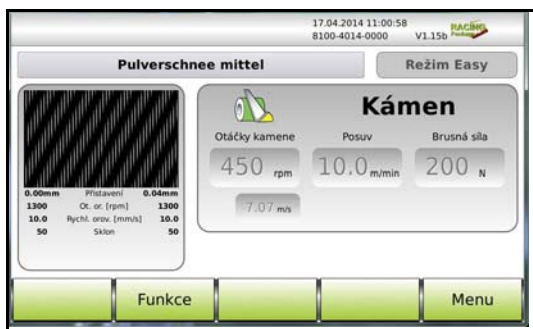 17.04.2014 11:00:58
8100-4014-0000 V1.15b RACING
Pulverschnee mittel
Režim Easy
Kámen
Otáčky kamene Posuv Brusná síla
450 rpm 10.0 m/min 200 N
7.07 m/s
0.00mm Přistavení 0.04mm
1300 Ot. or. [rpm] 1300
10.0 Rychl. orov. [mm/s] 10.0
50 Sklon 50
Funkce Menu